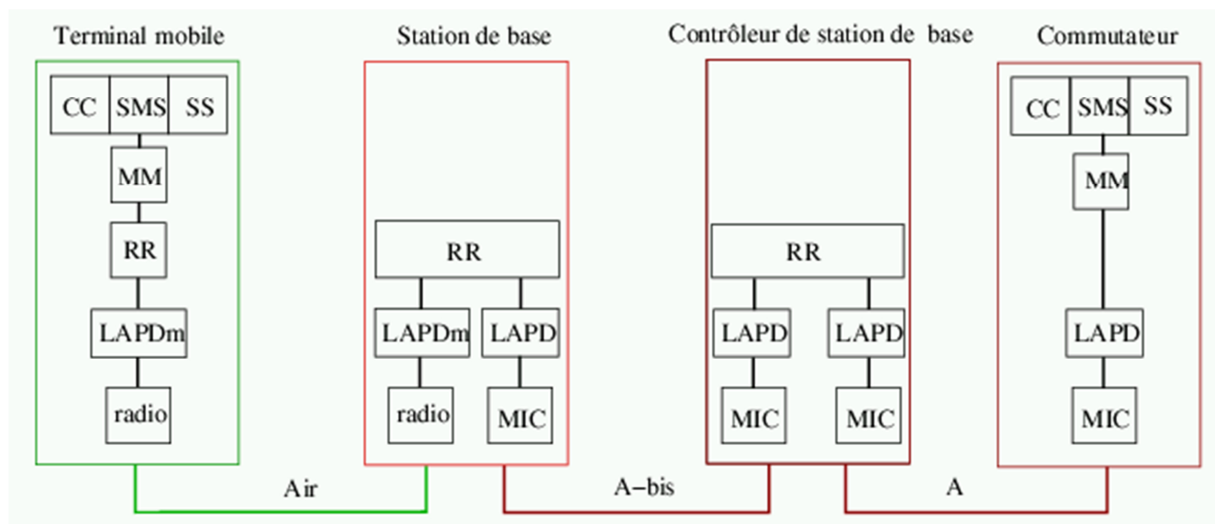 Terminal mobile
Station de base
Contrôleur de station de base
Commutateur
CC SMS SS
MM
RR
LAPDm
radio
RR
LAPDm LAPD
radio MIC
RR
LAPD LAPD
MIC MIC
CC SMS SS
MM
LAPD
MIC
Air
A-bis
A